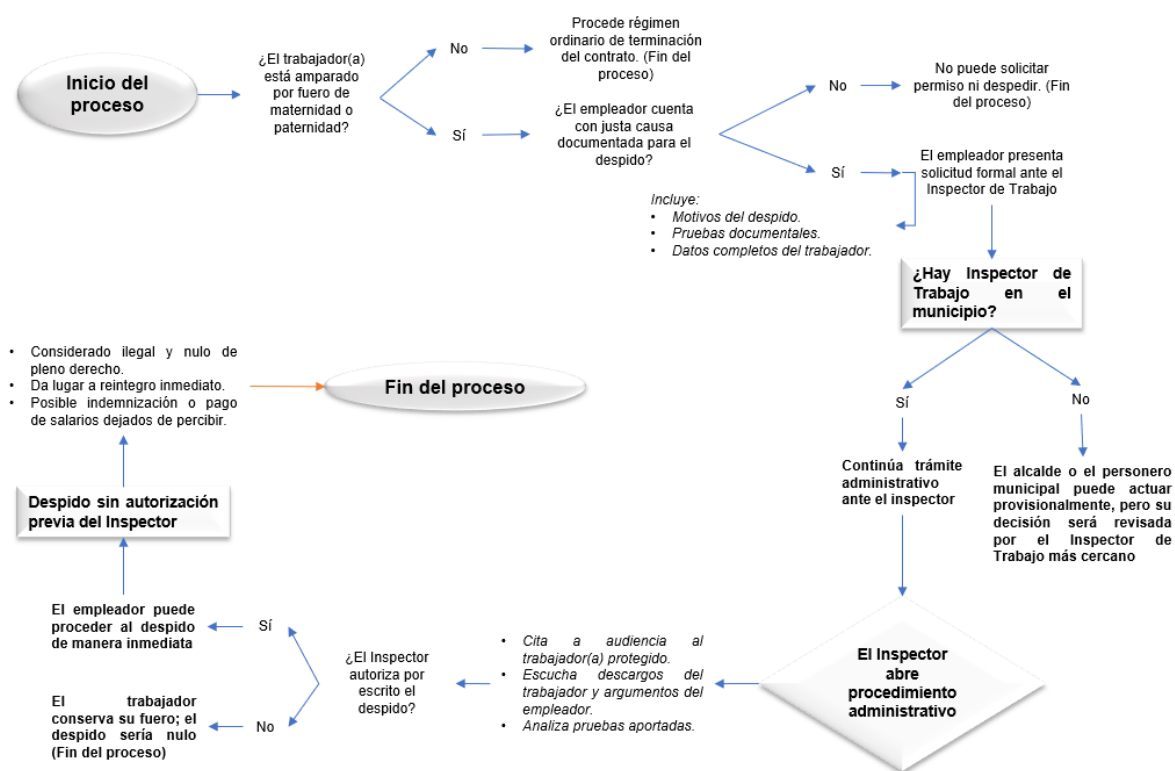 Inicio del
proceso
¿El trabajador(a)
está amparado
por fuero de
maternidad o
paternidad?
No
Procede régimen
ordinario de terminación
del contrato. (Fin del
proceso)
Sí
¿El empleador cuenta
con justa causa
documentada para el
despido?
No
No puede solicitar
permiso ni despedir. (Fin
del proceso)
Sí
El empleador presenta
solicitud formal ante el
Inspector de Trabajo
Incluye:
• Motivos del despido.
• Pruebas documentales.
• Datos completos del trabajador.
¿Hay Inspector de
Trabajo en el
municipio?
Sí
No
Continúa trámite
administrativo
ante el inspector
El alcalde o el personero
municipal puede actuar
provisionalmente, pero su
decisión será revisada
por el Inspector de
Trabajo más cercano
El Inspector
abre
procedimiento
administrativo
• Cita a audiencia al
trabajador(a) protegido.
• Escucha descargos del
trabajador y argumentos del
empleador.
• Analiza pruebas aportadas.
¿El Inspector
autoriza por
escrito el
despido?
Sí
El empleador puede
proceder al despido
de manera inmediata
No
El trabajador
conserva su fuero; el
despido sería nulo
(Fin del proceso)
Despido sin autorización
previa del Inspector
• Considerado ilegal y nulo de
pleno derecho.
• Da lugar a reintegro inmediato.
• Posible indemnización o pago
de salarios dejados de percibir.
Fin del proceso